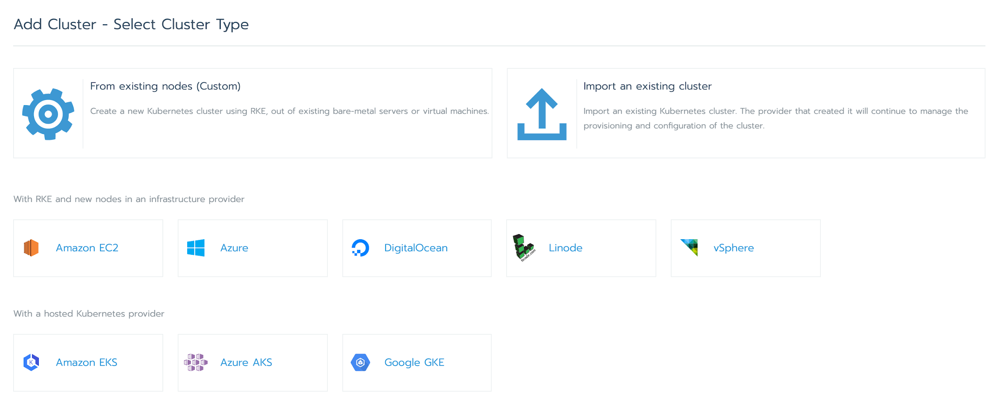 Add Cluster - Select Cluster Type
From existing nodes (Custom)
Create a new Kubernetes cluster using RKE, out of existing bare-metal servers or virtual machines.
Import an existing cluster
Import an existing Kubernetes cluster. The provider that created it will continue to manage the
provisioning and configuration of the cluster.
With RKE and new nodes in an infrastructure provider
Amazon EC2
Azure
DigitalOcean
linode.com
Linode
vSphere
With a hosted Kubernetes provider
K
Amazon EKS
Azure AKS
Google GKE